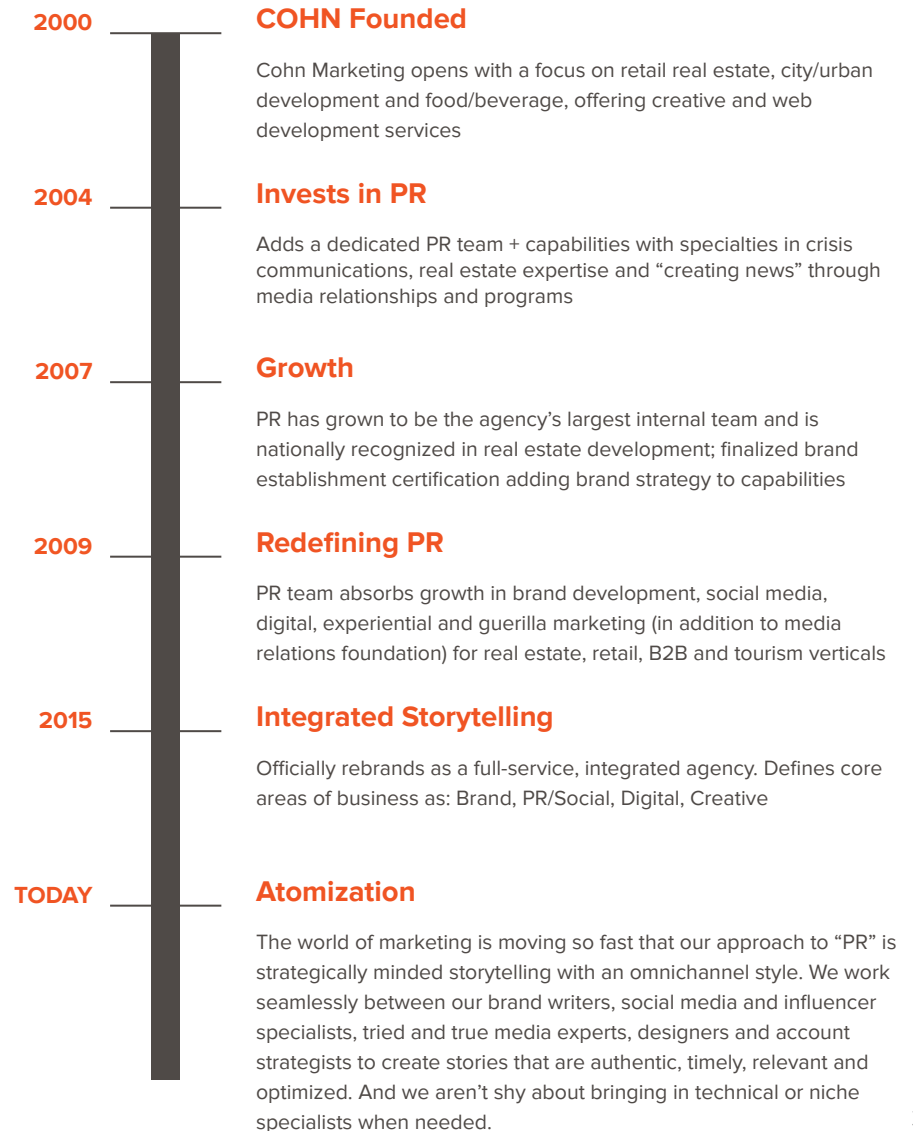 2000
COHN Founded
Cohn Marketing opens with a focus on retail real estate, city/urban
development and food/beverage, offering creative and web
development services
2004
Invests in PR
Adds a dedicated PR team + capabilities with specialties in crisis
communications, real estate expertise and “creating news” through
media relationships and programs
2007
Growth
PR has grown to be the agency’s largest internal team and is
nationally recognized in real estate development; finalized brand
establishment certification adding brand strategy to capabilities
2009
Redefining PR
PR team absorbs growth in brand development, social media,
digital, experiential and guerilla marketing (in addition to media
relations foundation) for real estate, retail, B2B and tourism verticals
2015
Integrated Storytelling
Officially rebrands as a full-service, integrated agency. Defines core
areas of business as: Brand, PR/Social, Digital, Creative
TODAY
Atomization
The world of marketing is moving so fast that our approach to “PR” is
strategically minded storytelling with an omnichannel style. We work
seamlessly between our brand writers, social media and influencer
specialists, tried and true media experts, designers and account
strategists to create stories that are authentic, timely, relevant and
optimized. And we aren’t shy about bringing in technical or niche
specialists when needed.